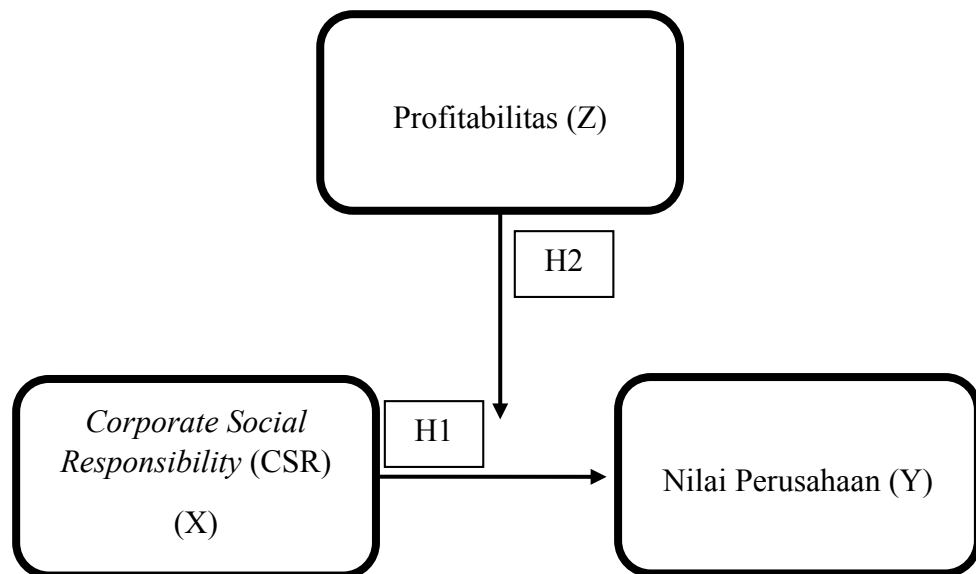 Profitabilitas (Z)
H2
Corporate Social
Responsibility (CSR)
(X)
H1
Nilai Perusahaan (Y)